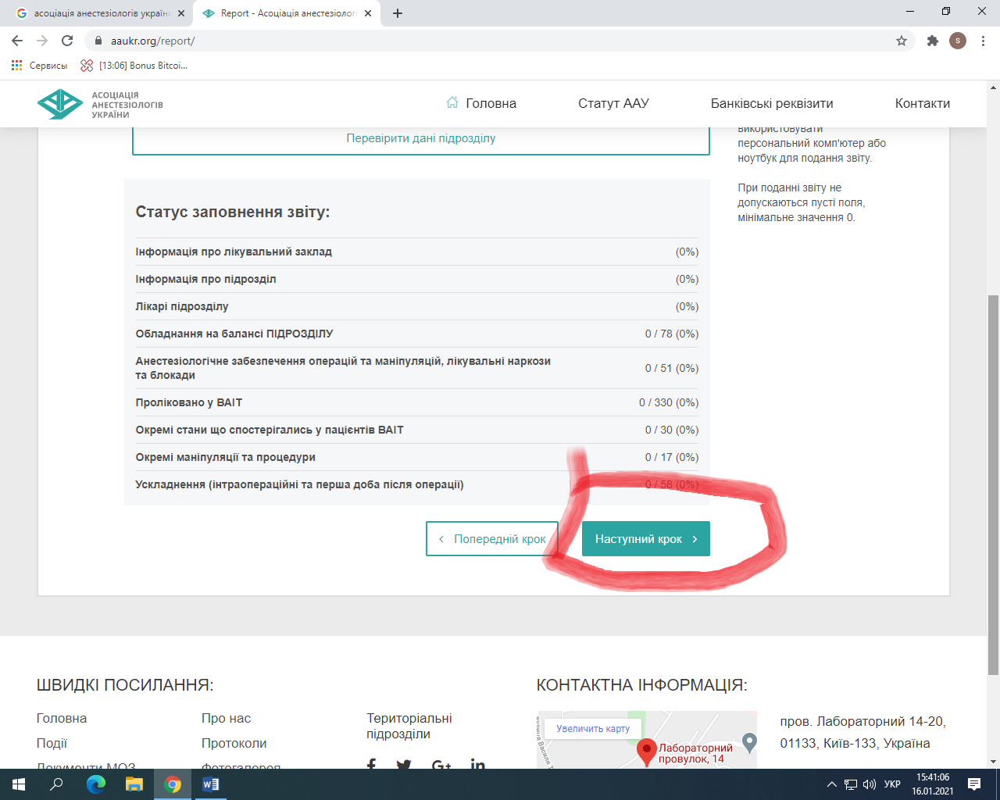 асоціація анестезіологів україни
Report - Асоціація анестезіологі
aaukr.org/report/
s
Сервисы
[13:06] Bonus Bitcoi...
АСОЦІАЦІЯ
АНЕСТЕЗІОЛОГІВ
УКРАЇНИ
Головна
Статут ААУ
Банківські реквізити
Контакти
Перевірити дані підрозділу
використовувати
персональний комп'ютер або
ноутбук для подання звіту.
При поданні звіту не
допускаються пусті поля,
мінімальне значення 0.
Статус заповнення звіту:
Інформація про лікувальний заклад (0%)
Інформація про підрозділ (0%)
Лікарі підрозділу (0%)
Обладнання на балансі ПІДРОЗДІЛУ 0 / 78 (0%)
Анестезіологічне забезпечення операцій та маніпуляцій, лікувальні наркози
та блокади 0 / 51 (0%)
Проліковано у ВАІТ 0 / 330 (0%)
Окремі стани що спостерігались у пацієнтів ВАІТ 0 / 30 (0%)
Окремі маніпуляції та процедури 0 / 17 (0%)
Ускладнення (інтраопераційні та перша доба після операції) 0 / 58 (0%)
Попередній крок
Наступний крок
ШВИДКІ ПОСИЛАННЯ:
Головна
Події
Документи МОЗ
Про нас
Протоколи
Фотогалерея
Територіальні
підрозділи
КОНТАКТНА ІНФОРМАЦІЯ:
Увеличить карту
Лабораторний
провулок, 14
пров. Лабораторний 14-20,
01133, Київ-133, Україна
УКР
15:41:06
16.01.2021